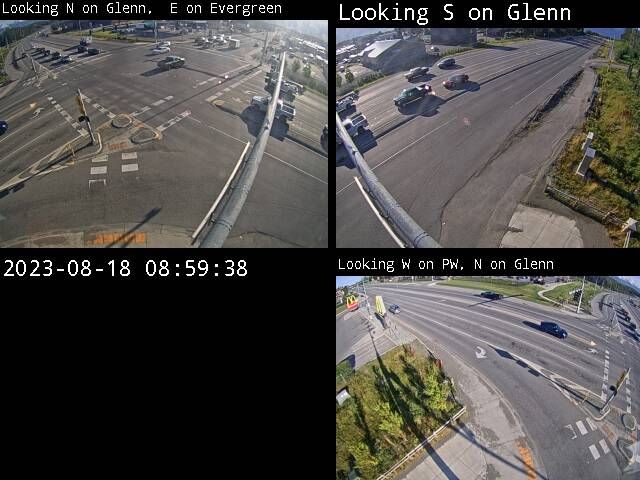 Looking N on Glenn,  E on Evergreen
Looking S on Glenn
2023-08-18 08:59:38
Looking W on PW, N on Glenn